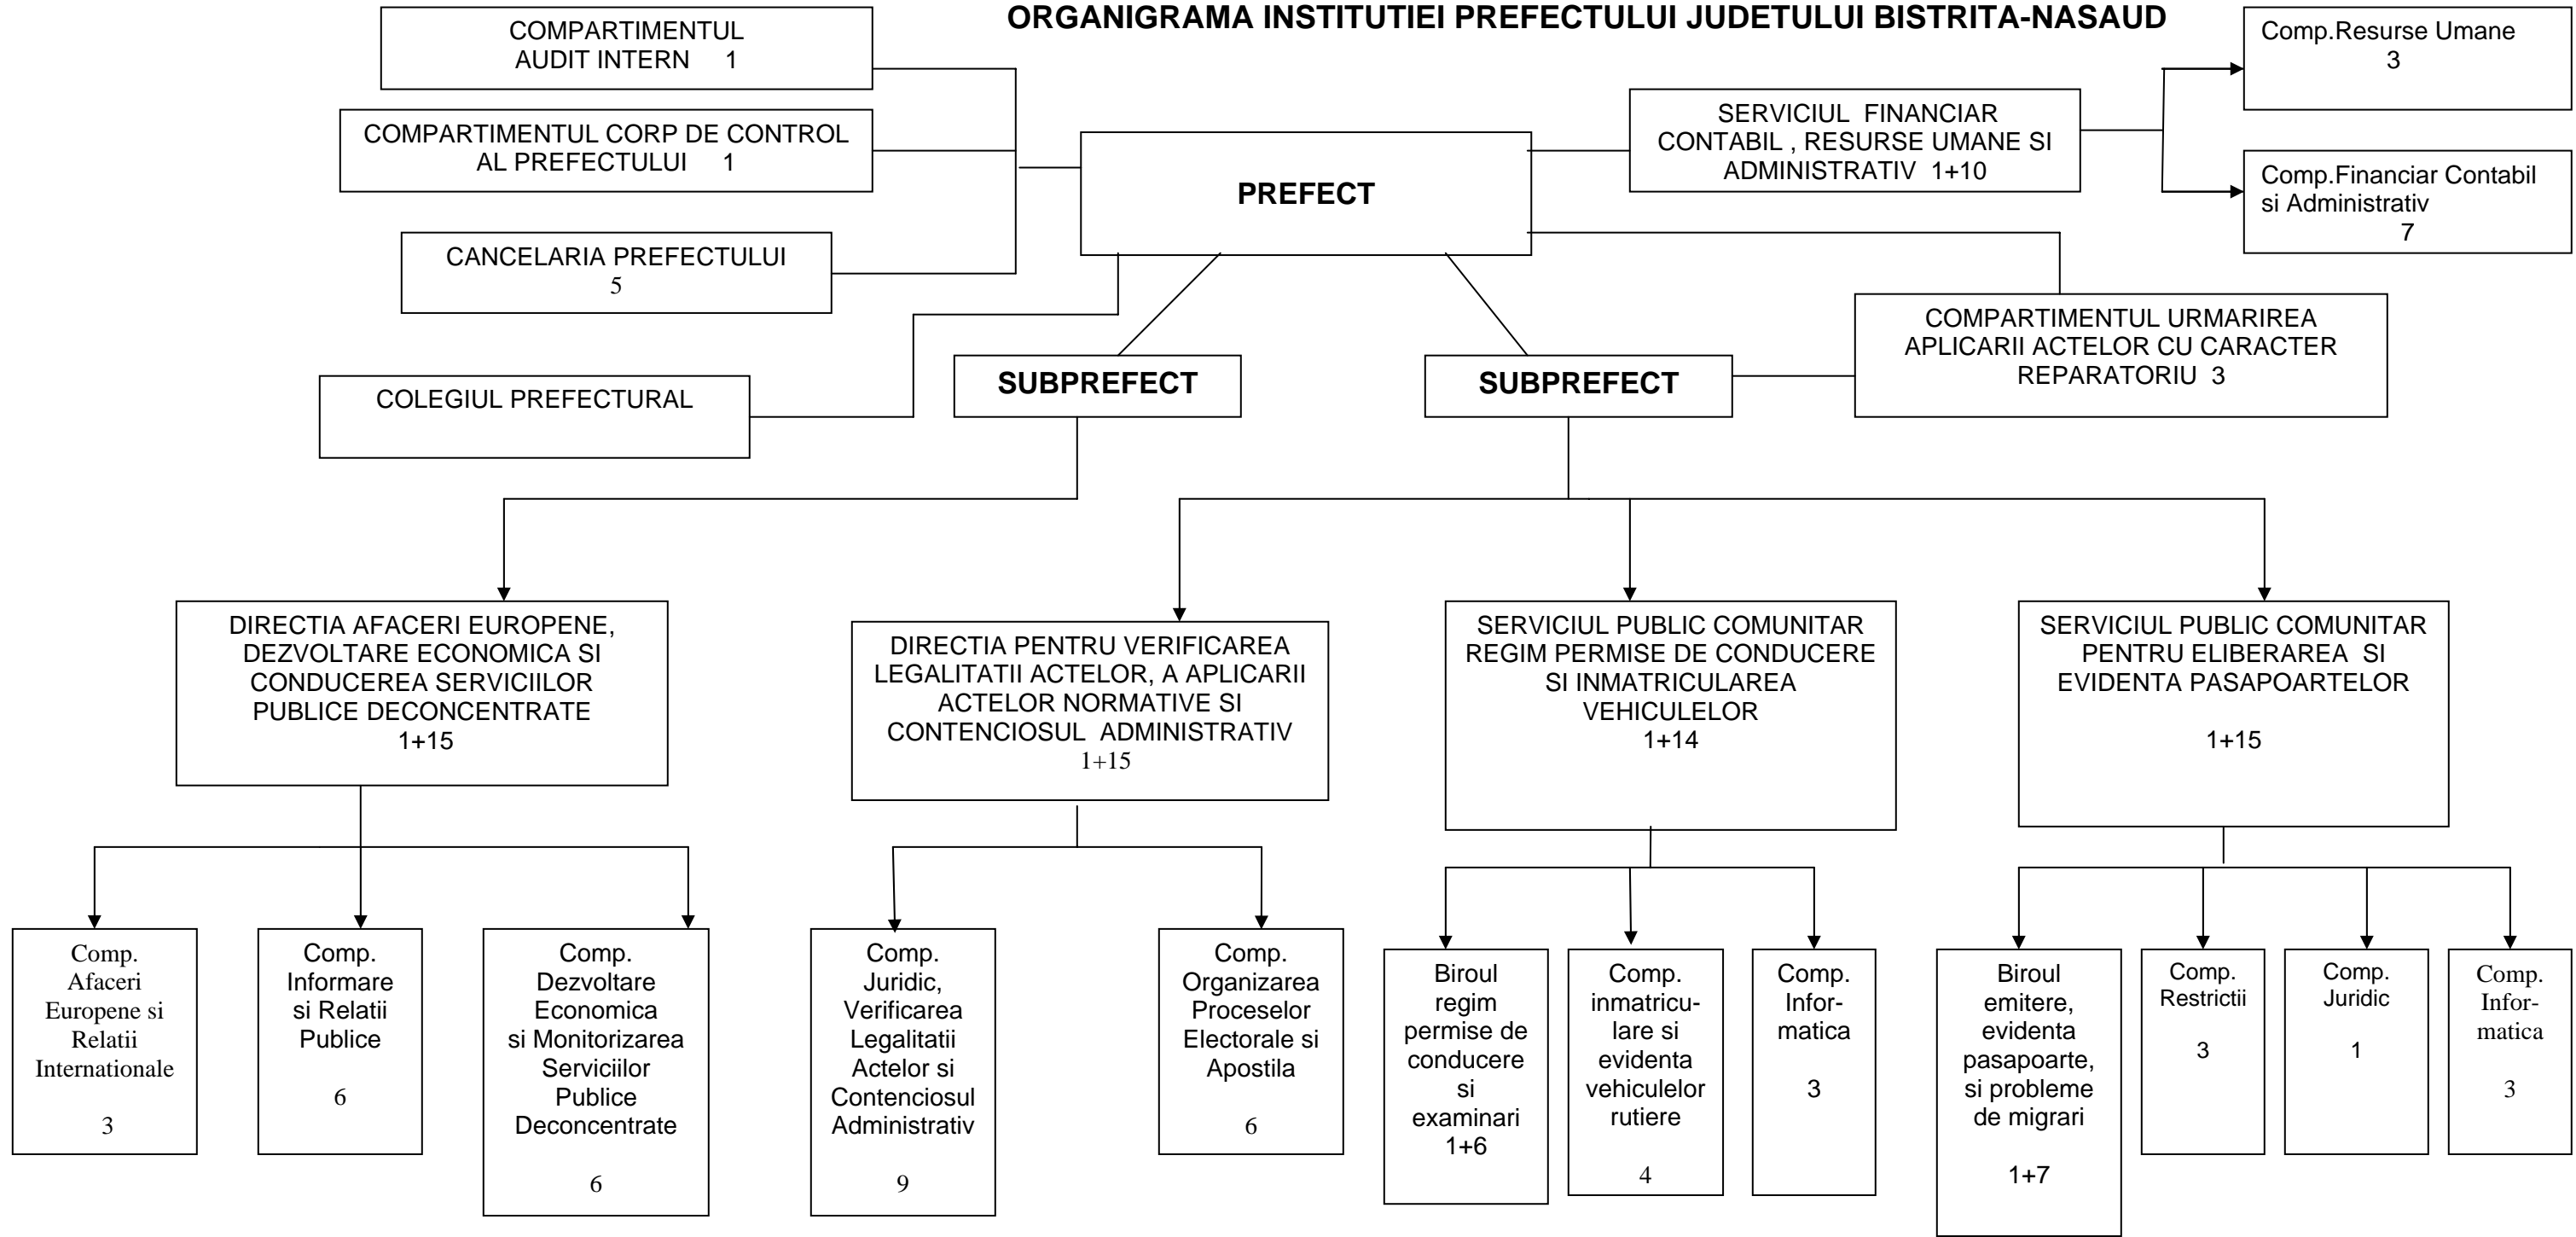 ORGANIGRAMA INSTITUTIEI PREFECTULUI JUDETULUI BISTRITA-NASAUD
COMPARTIMENTUL
AUDIT INTERN 1
COMPARTIMENTUL CORP DE CONTROL
AL PREFECTULUI 1
CANCELARIA PREFECTULUI
5
COLEGIUL PREFECTURAL
PREFECT
SERVICIUL FINANCIAR
CONTABIL , RESURSE UMANE SI
ADMINISTRATIV 1+10
Comp.Resurse Umane
3
Comp.Financiar Contabil
si Administrativ
7
SUBPREFECT
SUBPREFECT
COMPARTIMENTUL URMARIREA
APLICARII ACTELOR CU CARACTER
REPARATORIU 3
DIRECTIA AFACERI EUROPENE,
DEZVOLTARE ECONOMICA SI
CONDUCEREA SERVICIILOR
PUBLICE DECONCENTRATE
1+15
DIRECTIA PENTRU VERIFICAREA
LEGALITATII ACTELOR, A APLICARII
ACTELOR NORMATIVE SI
CONTENCIOSUL ADMINISTRATIV
1+15
SERVICIUL PUBLIC COMUNITAR
REGIM PERMISE DE CONDUCERE
SI INMATRICULAREA
VEHICULELOR
1+14
SERVICIUL PUBLIC COMUNITAR
PENTRU ELIBERAREA SI
EVIDENTA PASAPOARTELOR
1+15
Comp.
Afaceri
Europene si
Relatii
Internationale
3
Comp.
Informare
si Relatii
Publice
6
Comp.
Dezvoltare
Economica
si Monitorizarea
Serviciilor
Publice
Deconcentrate
6
Comp.
Juridic,
Verificarea
Legalitatii
Actelor si
Contenciosul
Administrativ
9
Comp.
Organizarea
Proceselor
Electorale si
Apostila
6
Biroul
regim
permise de
conducere
si
examinari
1+6
Comp.
inmatricu-
lare si
evidenta
vehiculelor
rutiere
4
Comp.
Infor-
matica
3
Biroul
emitere,
evidenta
pasapoarte,
si probleme
de migrari
1+7
Comp.
Restrictii
3
Comp.
Juridic
1
Comp.
Infor-
matica
3